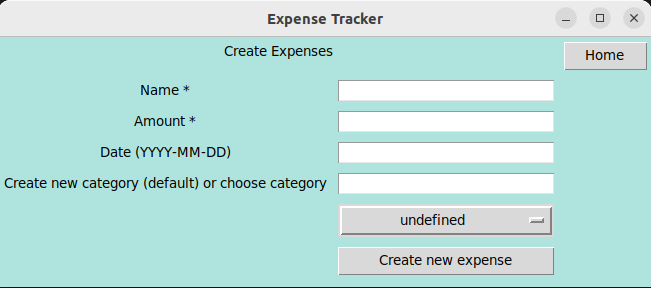 Expense Tracker
Create Expenses
Home
Name *
Amount *
Date (YYYY-MM-DD)
Create new category (default) or choose category
undefined
Create new expense